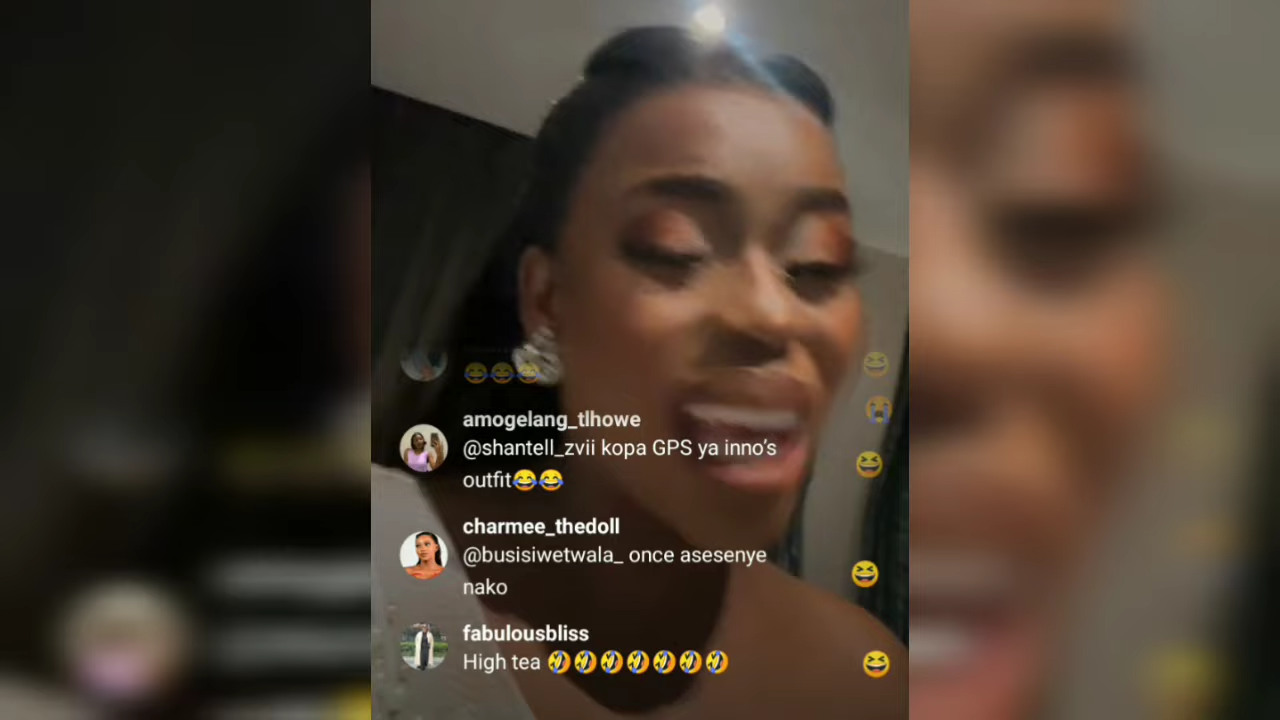 😂😂😂
amogelang_tlhowe
@shantell_zvii kopa GPS ya inno's
outfit😂😂
charmee_thedoll
@busisiwetwala_ once asesenye
nako
fabulousbliss
High tea 🤣🤣🤣🤣🤣🤣🤣